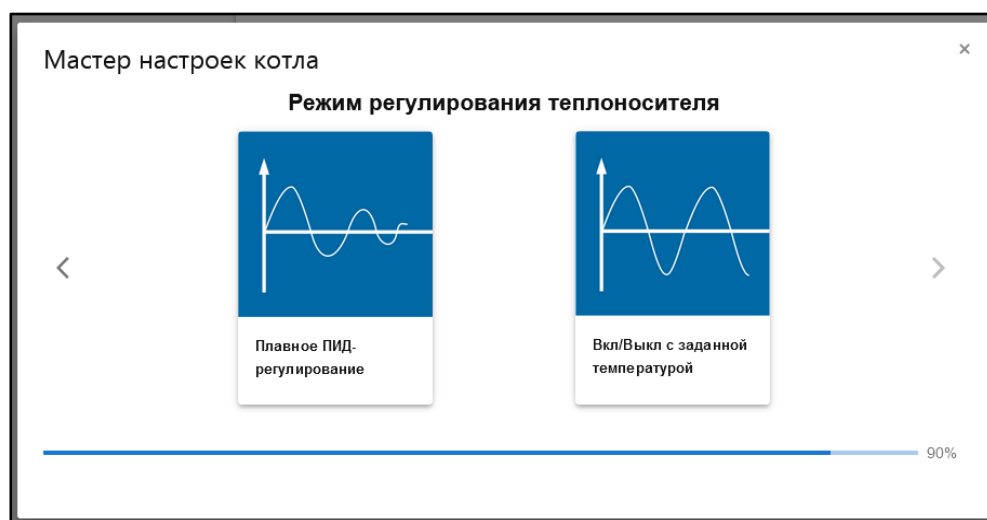 Мастер настроек котла
×
Режим регулирования теплоносителя
Плавное ПИД-
регулирование
Вкл/Выкл с заданной
температурой
90%